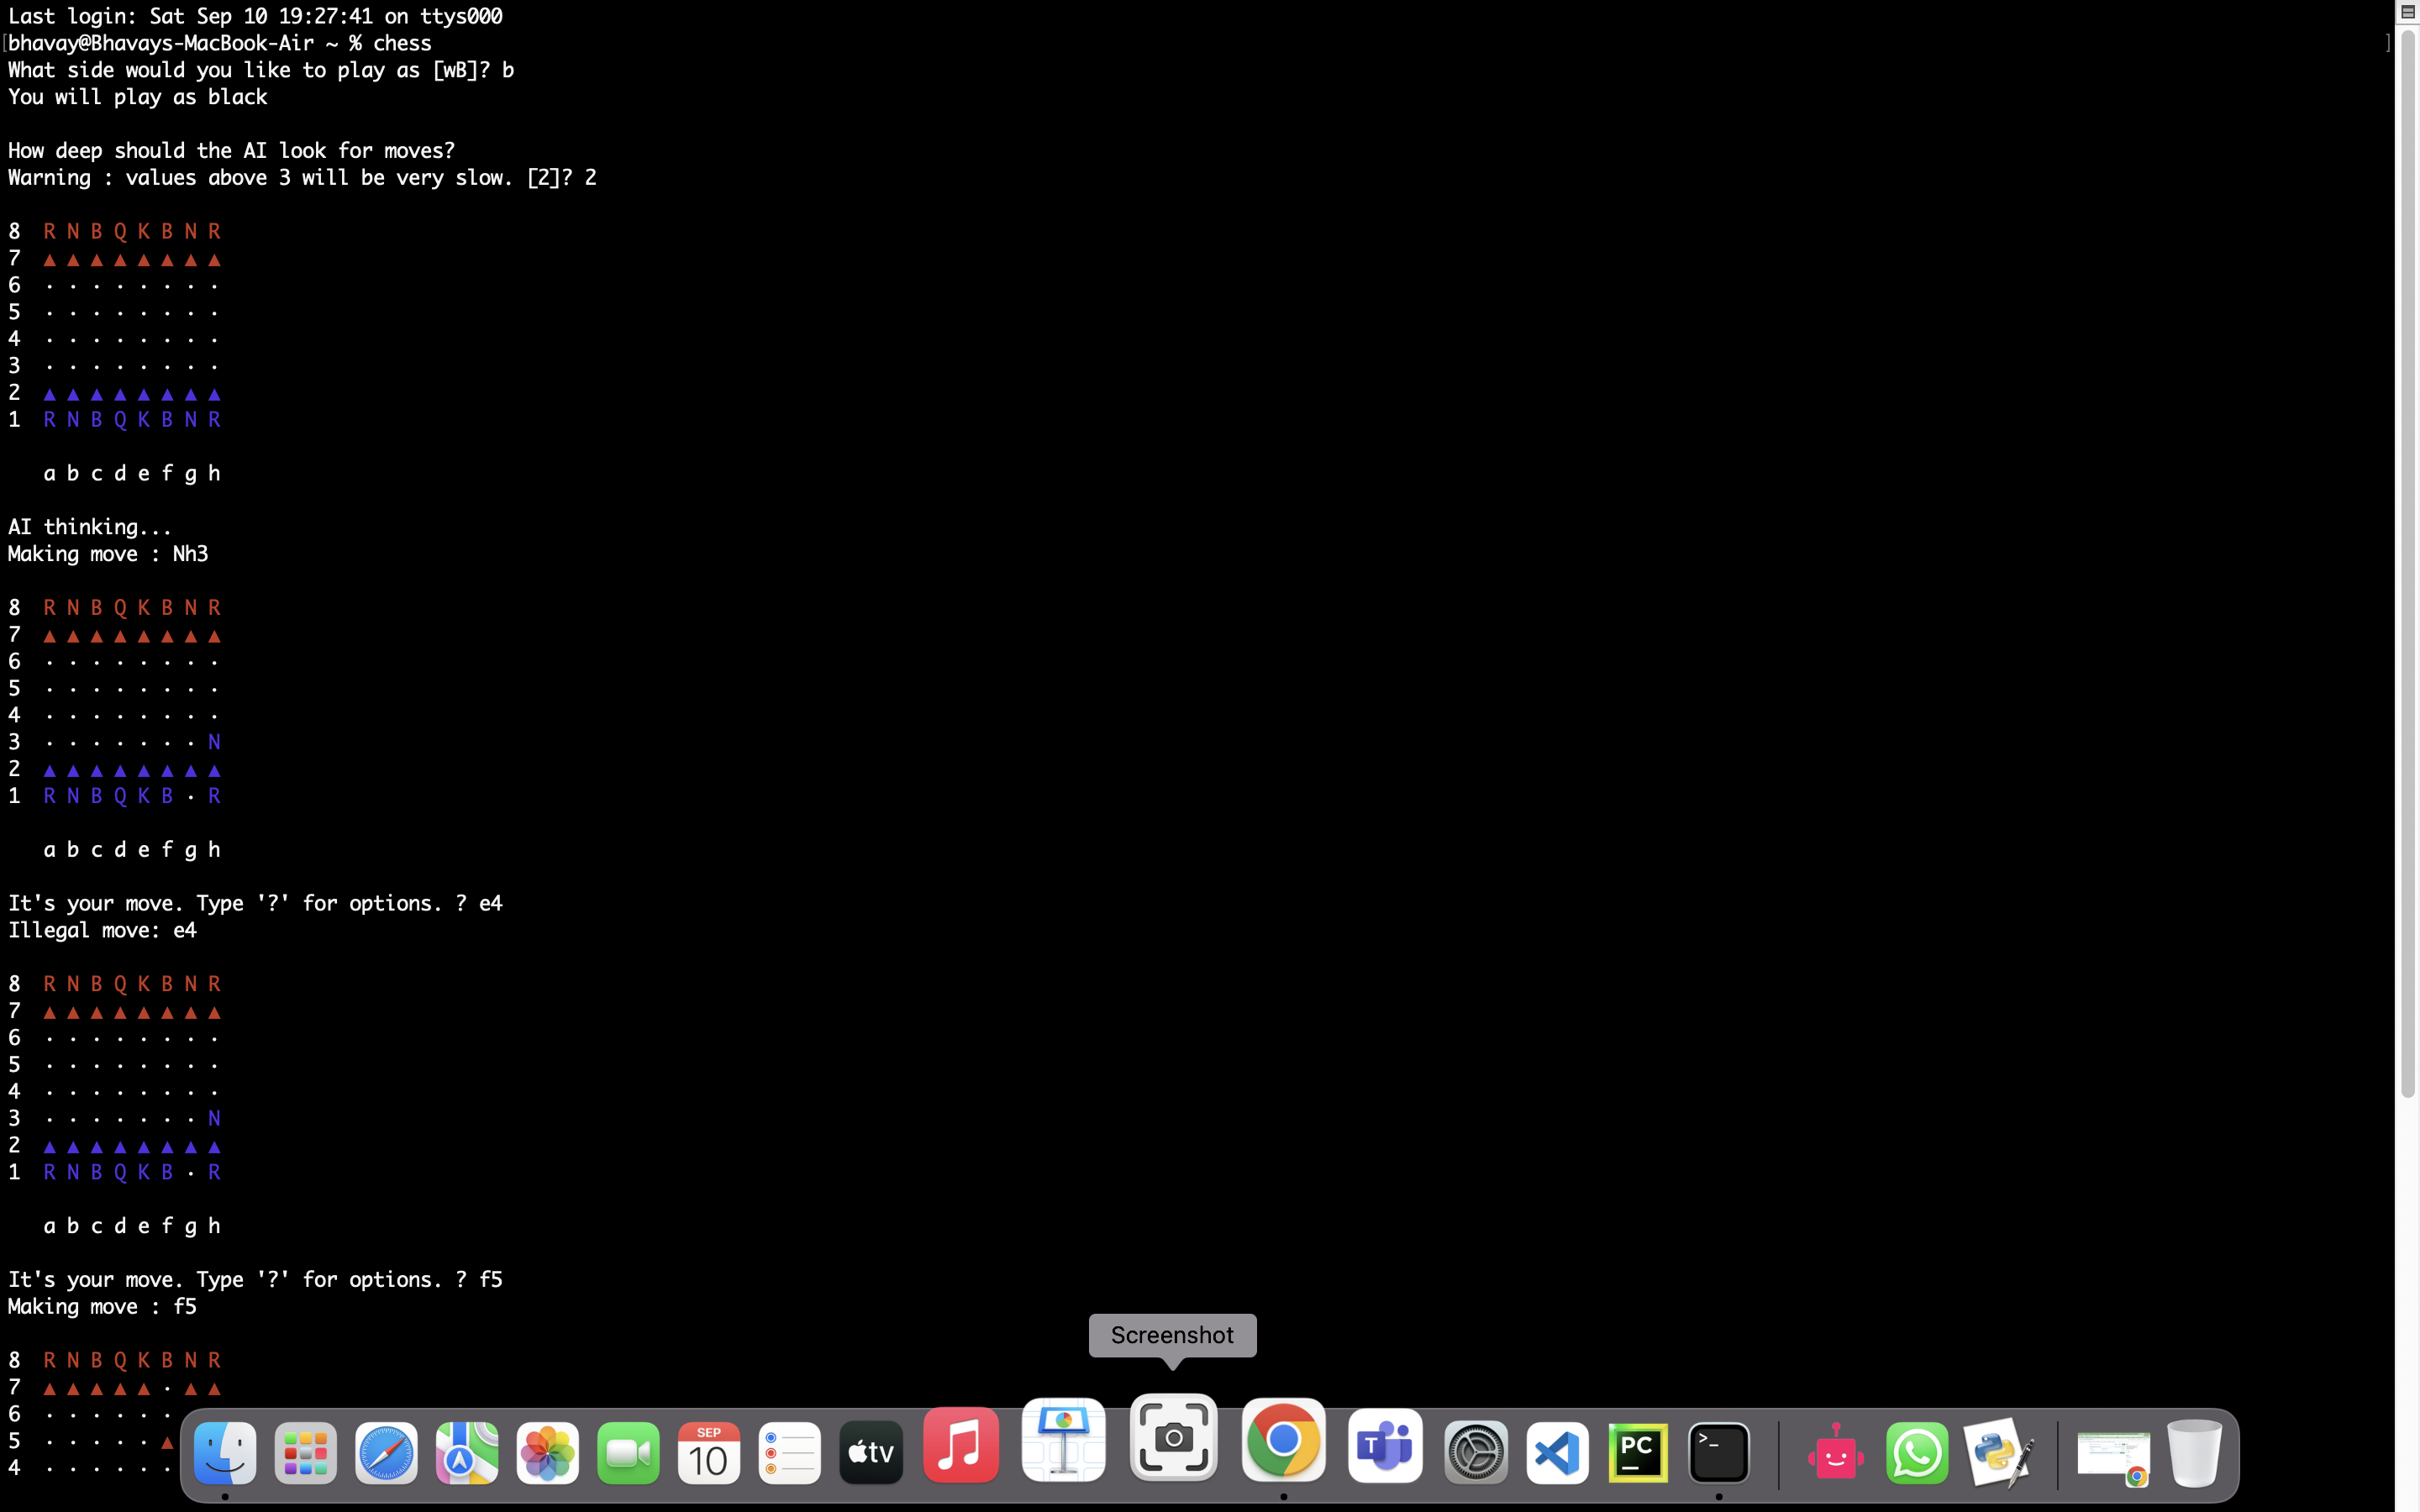 Last login: Sat Sep 10 19:27:41 on ttys000
[bhavay@Bhavays-MacBook-Air ~ % chess ]
What side would you like to play as [wB]? b
You will play as black
How deep should the AI look for moves?
Warning : values above 3 will be very slow. [2]? 2
8 R N B Q K B N R
7 ▲ ▲ ▲ ▲ ▲ ▲ ▲ ▲
6 · · · · · · · ·
5 · · · · · · · ·
4 · · · · · · · ·
3 · · · · · · · ·
2 ▲ ▲ ▲ ▲ ▲ ▲ ▲ ▲
1 R N B Q K B N R
a b c d e f g h
AI thinking...
Making move : Nh3
8 R N B Q K B N R
7 ▲ ▲ ▲ ▲ ▲ ▲ ▲ ▲
6 · · · · · · · ·
5 · · · · · · · ·
4 · · · · · · · ·
3 · · · · · · · N
2 ▲ ▲ ▲ ▲ ▲ ▲ ▲ ▲
1 R N B Q K B · R
a b c d e f g h
It's your move. Type '?' for options. ? e4
Illegal move: e4
8 R N B Q K B N R
7 ▲ ▲ ▲ ▲ ▲ ▲ ▲ ▲
6 · · · · · · · ·
5 · · · · · · · ·
4 · · · · · · · ·
3 · · · · · · · N
2 ▲ ▲ ▲ ▲ ▲ ▲ ▲ ▲
1 R N B Q K B · R
a b c d e f g h
It's your move. Type '?' for options. ? f5
Making move : f5
8 R N B Q K B N R
7 ▲ ▲ ▲ ▲ ▲ · ▲ ▲
6 · · · · · ·
5 · · · · · ▲
4 · · · · · ·
Screenshot
SEP
10
tv
T
PC
>_